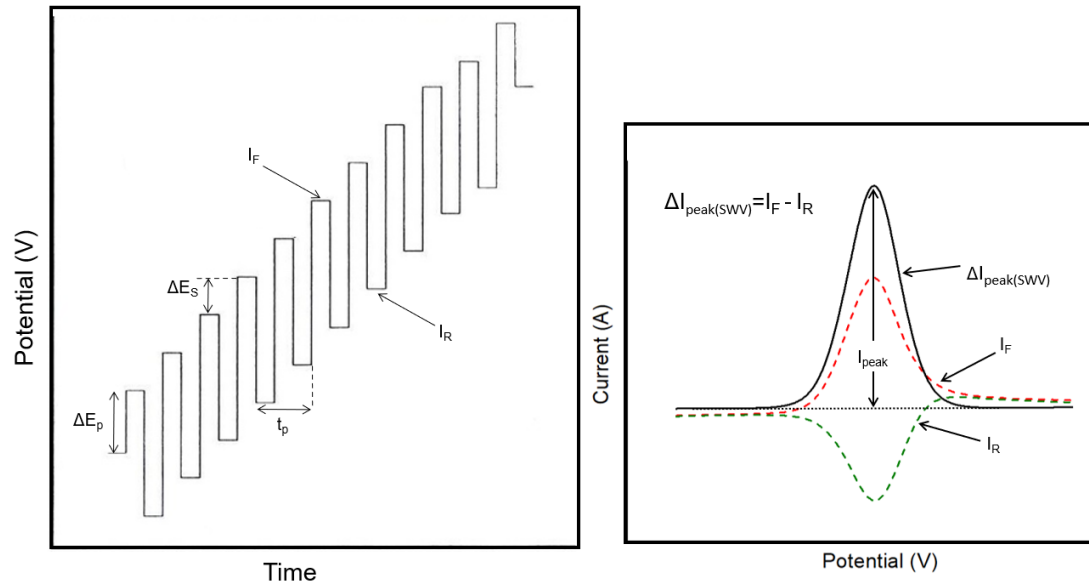 Potential (V)
I_F
ΔE_S
I_R
ΔE_p
t_p
Time
ΔI_peak(SWV)=I_F - I_R
ΔI_peak(SWV)
I_F
I_peak
I_R
Current (A)
Potential (V)